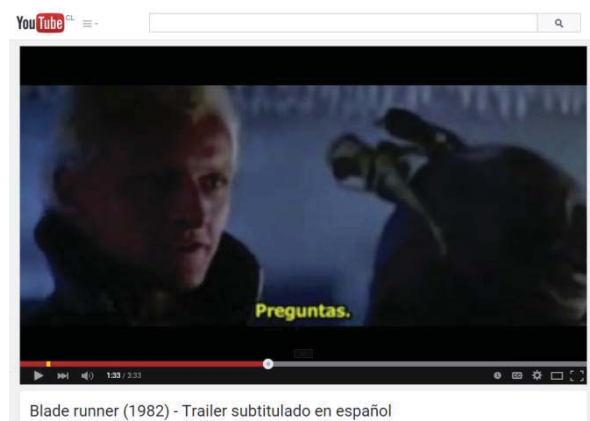 YouTube CL
Preguntas.
1:33 / 3:33
Blade runner (1982) - Trailer subtitulado en español